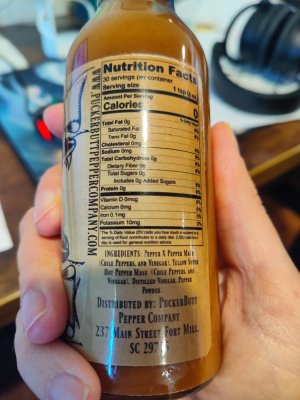 WWW.PUCKERBUTTPEPPERCOMPANY.COM
Nutrition Facts
30 servings per container
Serving size 1 tsp
Amount Per Serving
Calories 0
Total Fat 0g
Saturated Fat
Trans Fat 0g
Cholesterol 0mg
Sodium 0mg
Total Carbohydrate 0g
Dietary Fiber
Total Sugars 0g
Includes 0g Added Sugars
Protein 0g
Vitamin D 0mcg
Calcium 0mg
Iron 0.1mg
Potassium 10mg
INGREDIENTS: PEPPER X PEPPER MASH
(CHILE PEPPERS, AND VINEGAR), YELLOW SUPER
HOT PEPPER MASH (CHILE PEPPERS, AND
VINEGAR), DISTILLED VINEGAR, PEPPER
POWDER
DISTRIBUTED BY: PUCKERBUTT
PEPPER COMPANY
237 MAIN STREET FORT MILL,
SC